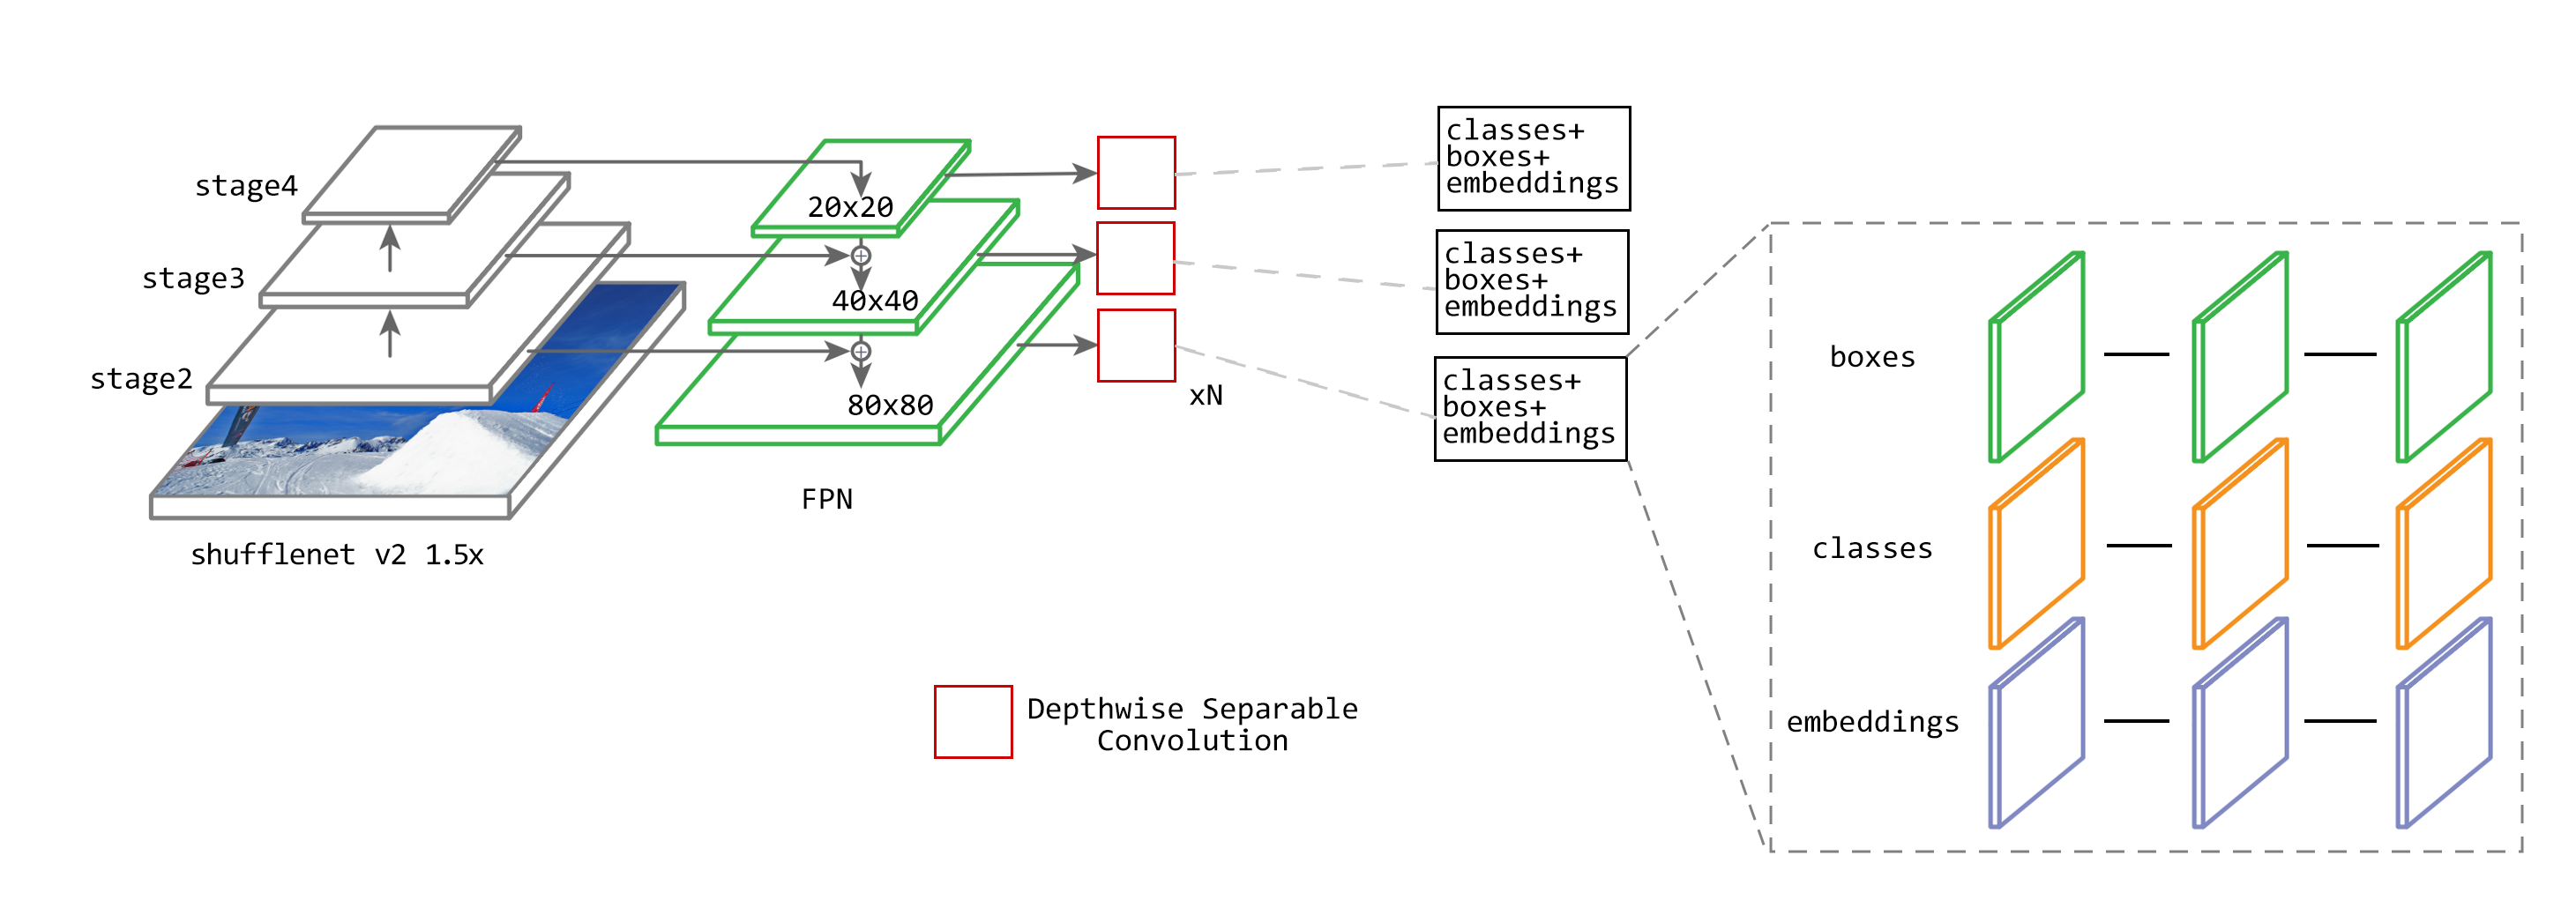 stage4
stage3
stage2
shufflenet v2 1.5x
20x20
40x40
80x80
FPN
xN
classes+
boxes+
embeddings
classes+
boxes+
embeddings
classes+
boxes+
embeddings
Depthwise Separable
Convolution
boxes
classes
embeddings